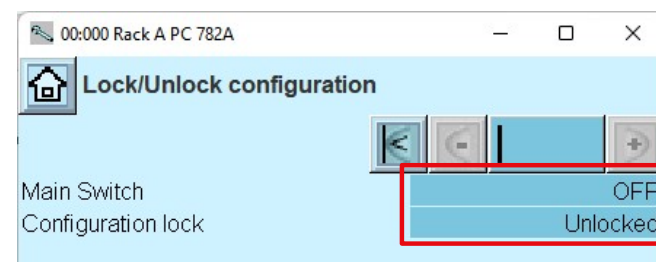 00:000 Rack A PC 782A
Lock/Unlock configuration
Main Switch OFF
Configuration lock Unlocked